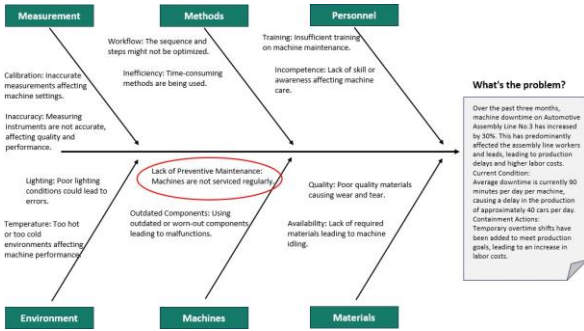 Measurement
Methods
Personnel
Calibration: Inaccurate
measurements affecting
machine settings.
Inaccuracy: Measuring
instruments are not accurate,
affecting quality and
performance.
Workflow: The sequence and
steps might not be optimized.
Inefficiency: Time-consuming
methods are being used.
Training: Insufficient training
on machine maintenance.
Incompetence: Lack of skill or
awareness affecting machine
care.
What's the problem?
Over the past three months,
machine downtime on Automotive
Assembly Line No.3 has increased
by 30%. This has predominantly
affected the assembly line workers
and leads, leading to production
delays and higher labor costs.
Current Condition:
Average downtime is currently 90
minutes per day per machine,
causing a delay in the production
of approximately 40 cars per day.
Containment Actions:
Temporary overtime shifts have
been added to meet production
goals, leading to an increase in
labor costs.
Lighting: Poor lighting
conditions could lead to
errors.
Temperature: Too hot
or too cold
environments affecting
machine performance.
Lack of Preventive Maintenance:
Machines are not serviced regularly.
Outdated Components: Using
outdated or worn-out components
leading to malfunctions.
Quality: Poor quality materials
causing wear and tear.
Availability: Lack of required
materials leading to machine
idling.
Environment
Machines
Materials